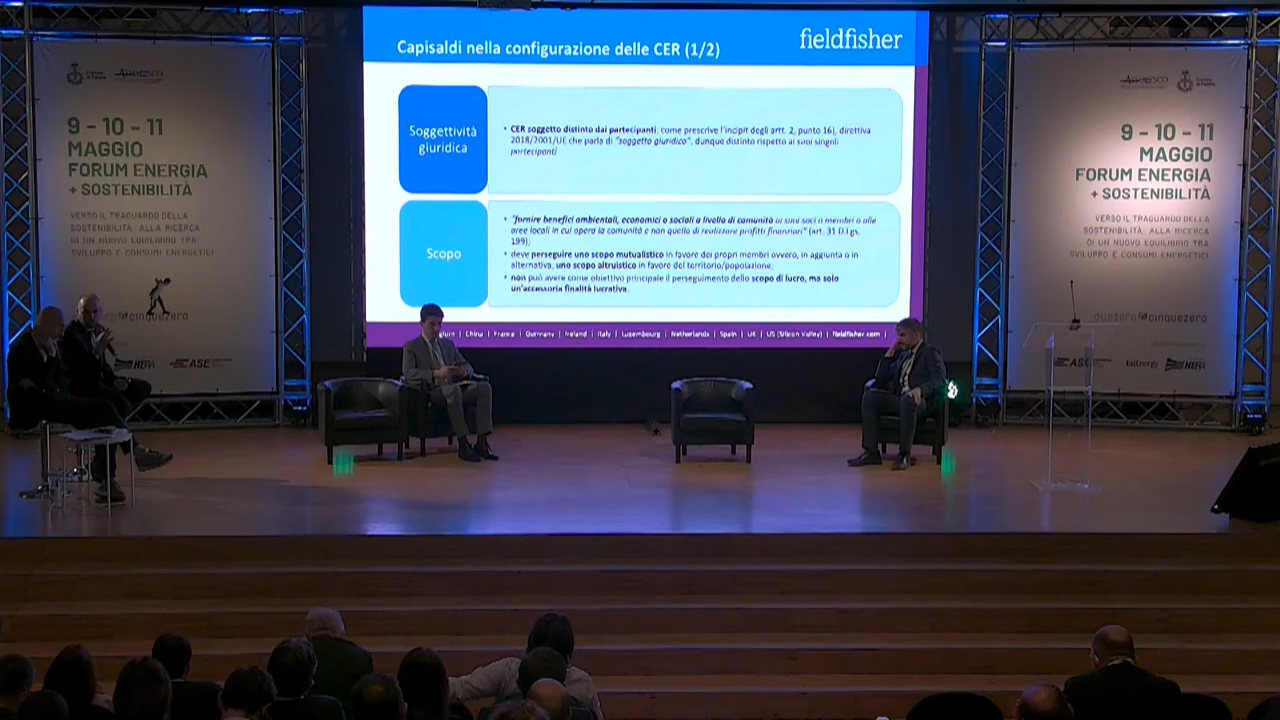 Capisaldi nella configurazione delle CER (1/2)
fieldfisher
Soggettività
giuridica
• CER soggetto distinto dai partecipanti, come prescrive l'incipit degli artt. 2, punto 16), direttiva
2018/2001/UE che parla di "soggetto giuridico", dunque distinto rispetto ai suoi singoli
partecipanti
Scopo
• "fornire benefici ambientali, economici o sociali a livello di comunità ai suoi soci o membri o alle
aree locali in cui opera la comunità e non quello di realizzare profitti finanziari" (art. 31 D.lgs.
199);
• deve perseguire uno scopo mutualistico in favore dei propri membri ovvero, in aggiunta o in
alternativa, uno scopo altruistico in favore del territorio/popolazione;
• non può avere come obiettivo principale il perseguimento dello scopo di lucro, ma solo
un'accessoria finalità lucrativa.
| China | France | Germany | Ireland | Italy | Luxembourg | Netherlands | Spain | UK | US (Silicon Valley) | fieldfisher.com |
9 - 10 - 11
MAGGIO
FORUM ENERGIA
+ SOSTENIBILITÀ
VERSO IL TRAGUARDO DELLA
SOSTENIBILITÀ: ALLA RICERCA
DI UN NUOVO EQUILIBRIO TRA
SVILUPPO E CONSUMI ENERGETICI
cinquezero
HERA
ASE
9 - 10 - 11
MAGGIO
FORUM ENERGIA
+ SOSTENIBILITÀ
VERSO IL TRAGUARDO DELLA
SOSTENIBILITÀ: ALLA RICERCA
DI UN NUOVO EQUILIBRIO TRA
SVILUPPO E CONSUMI ENERGETICI
duezero cinquezero
ASE
HERA